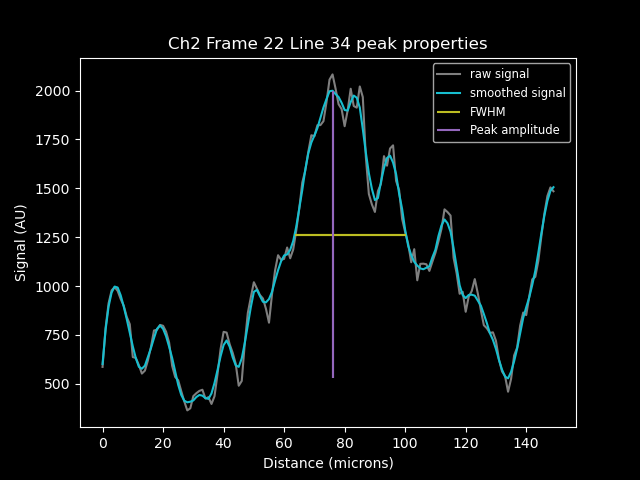 Ch2 Frame 22 Line 34 peak properties
raw signal
smoothed signal
FWHM
Peak amplitude
Signal (AU)
2000
1750
1500
1250
1000
750
500
0 20 40 60 80 100 120 140
Distance (microns)